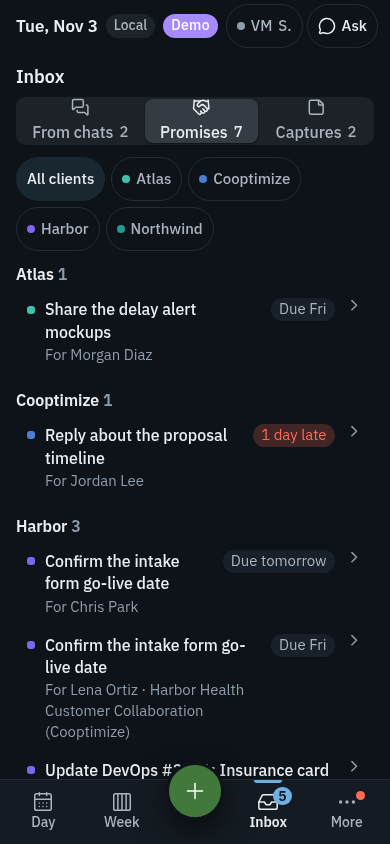 Tue, Nov 3 Local Demo VM S. Ask
Inbox
From chats 2 Promises 7 Captures 2
All clients Atlas Cooptimize
Harbor Northwind
Atlas 1
Share the delay alert Due Fri
mockups
For Morgan Diaz
Cooptimize 1
Reply about the proposal 1 day late
timeline
For Jordan Lee
Harbor 3
Confirm the intake Due tomorrow
form go-live date
For Chris Park
Confirm the intake form go- Due Fri
live date
For Lena Ortiz · Harbor Health
Customer Collaboration
(Cooptimize)
Update DevOps Insurance card
5
Day Week Inbox More